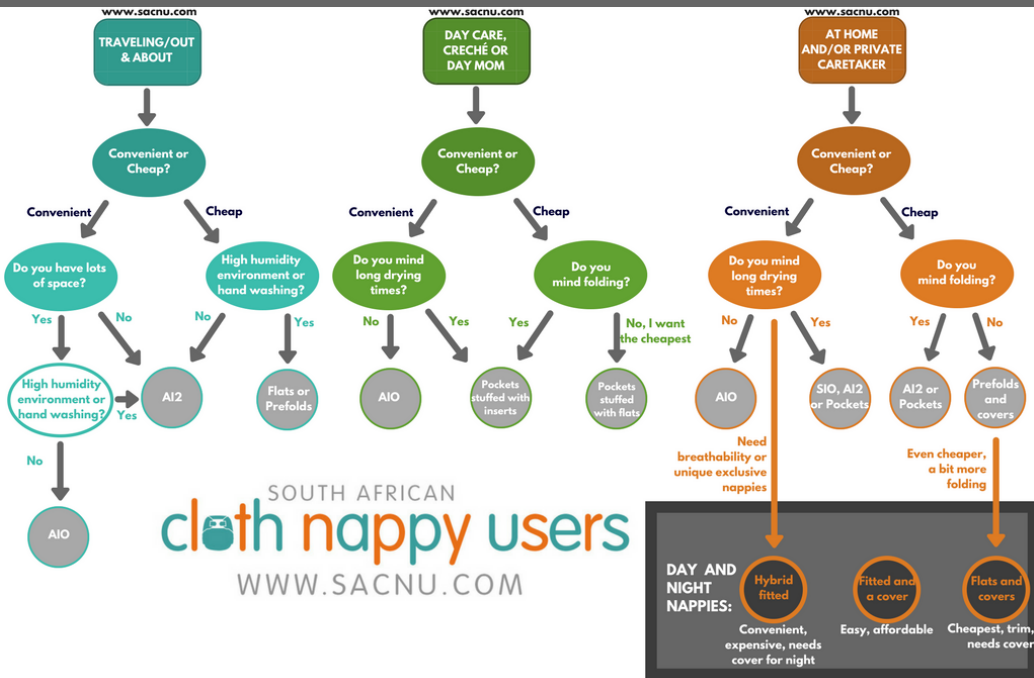 www.sacnu.com
TRAVELING/OUT
& ABOUT
Convenient or
Cheap?
Convenient
Cheap
Do you have lots
of space?
High humidity
environment or
hand washing?
Yes
No
No
Yes
High humidity
environment or
hand washing?
Yes
AI2
Flats or
Prefolds
No
AIO
www.sacnu.com
DAY CARE,
CRECHÉ OR
DAY MOM
Convenient or
Cheap?
Convenient
Cheap
Do you mind
long drying
times?
Do you
mind folding?
No
Yes
Yes
No, I want
the cheapest
AIO
Pockets
stuffed with
inserts
Pockets
stuffed
with flats
www.sacnu.com
AT HOME
AND/OR PRIVATE
CARETAKER
Convenient or
Cheap?
Convenient
Cheap
Do you mind
long drying
times?
Do you
mind folding?
No
Yes
Yes
No
AIO
SIO, AI2
or Pockets
AI2 or
Pockets
Prefolds
and
covers
Need
breathability or
unique exclusive
nappies
Even cheaper,
a bit more
folding
SOUTH AFRICAN
cloth nappy users
WWW.SACNU.COM
DAY AND
NIGHT
NAPPIES:
Hybrid
fitted
Convenient,
expensive, needs
cover for night
Fitted and
a cover
Easy, affordable
Flats and
covers
Cheapest, trim,
needs cover